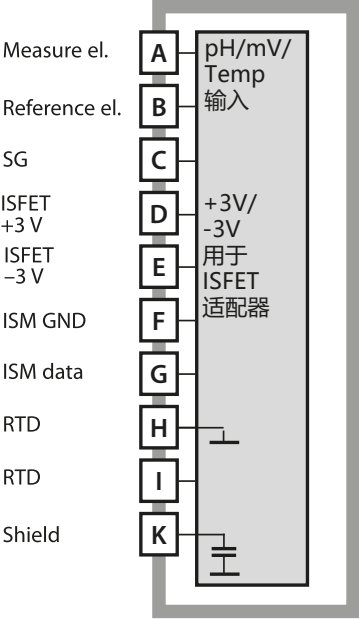 Measure el.
A
pH/mV/
Temp
输入
Reference el.
B
SG
C
ISFET
+3 V
D
+3V/
-3V
用于
ISFET
适配器
ISFET
–3 V
E
ISM GND
F
ISM data
G
RTD
H
RTD
I
Shield
K